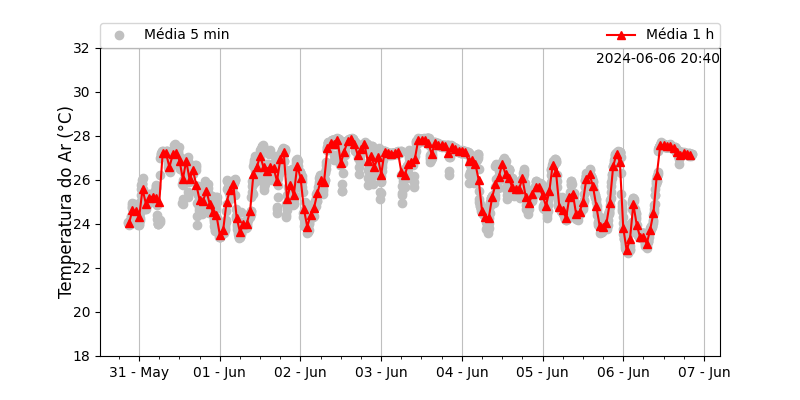 Média 5 min
Média 1 h
2024-06-06 20:40
Temperatura do Ar (°C)
32
30
28
26
24
22
20
18
31 - May
01 - Jun
02 - Jun
03 - Jun
04 - Jun
05 - Jun
06 - Jun
07 - Jun